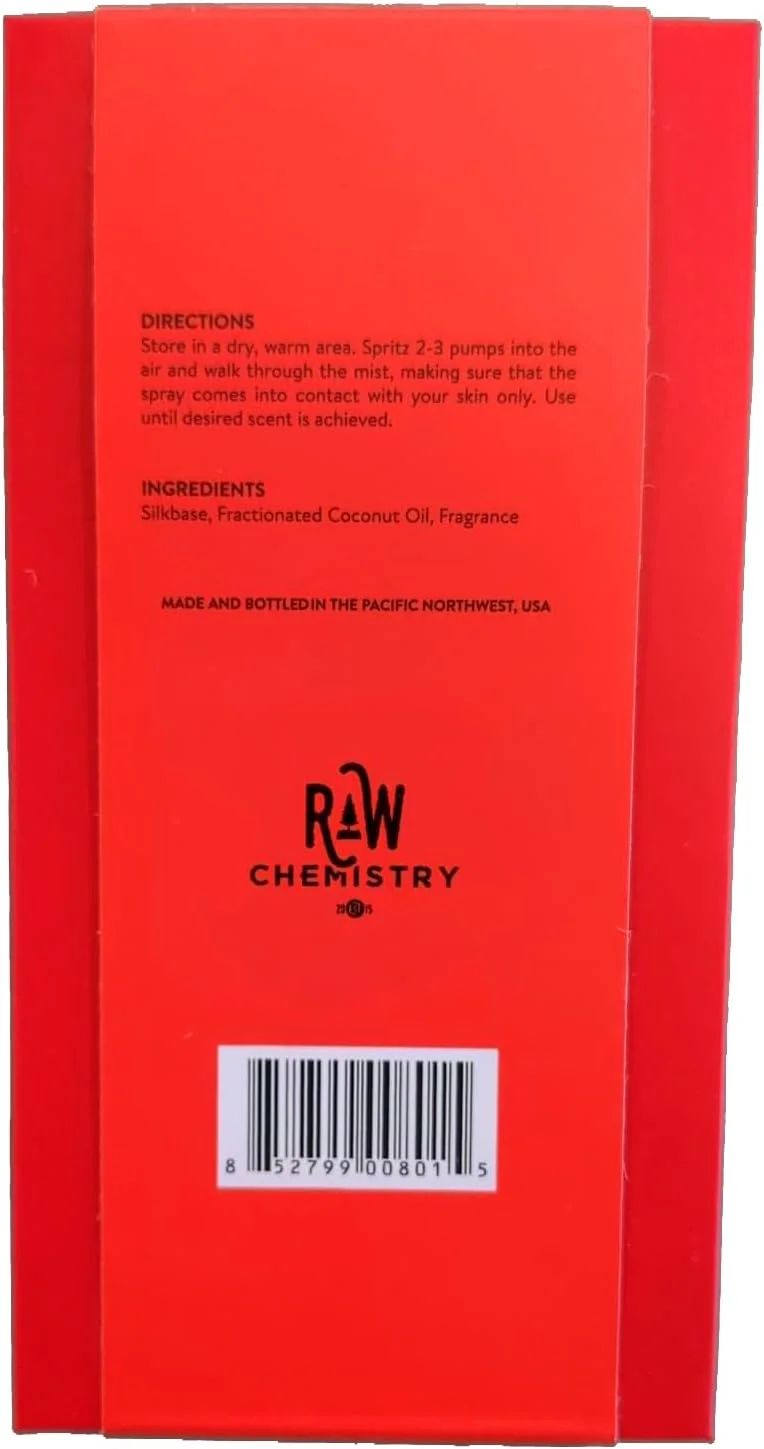 DIRECTIONS
Store in a dry, warm area. Spritz 2-3 pumps into the
air and walk through the mist, making sure that the
spray comes into contact with your skin only. Use
until desired scent is achieved.
INGREDIENTS
Silkbase, Fractionated Coconut Oil, Fragrance
MADE AND BOTTLED IN THE PACIFIC NORTHWEST, USA
RAW
CHEMISTRY
20 15
8 52799 00801 5